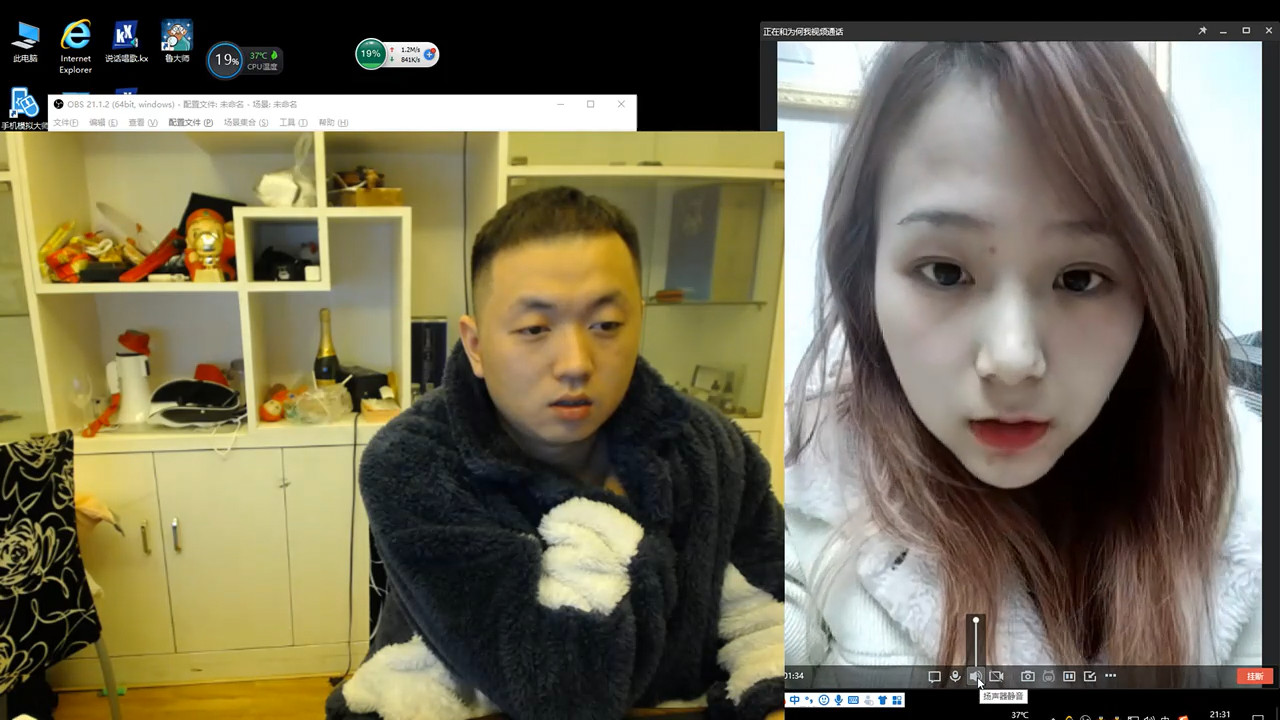 此电脑
Internet
Explorer
说话唱歌.kx
鲁大师
手机模拟大师
19%
37℃
CPU温度
19%
1.2M/s
841K/s
OBS 21.1.2 (64bit, windows) - 配置文件: 未命名 - 场景: 未命名
文件(F) 编辑(E) 查看(V) 配置文件(P) 场景集合(S) 工具(T) 帮助(H)
正在和为何我视频通话
01:34
挂断
扬声器静音
中
37℃
21:31